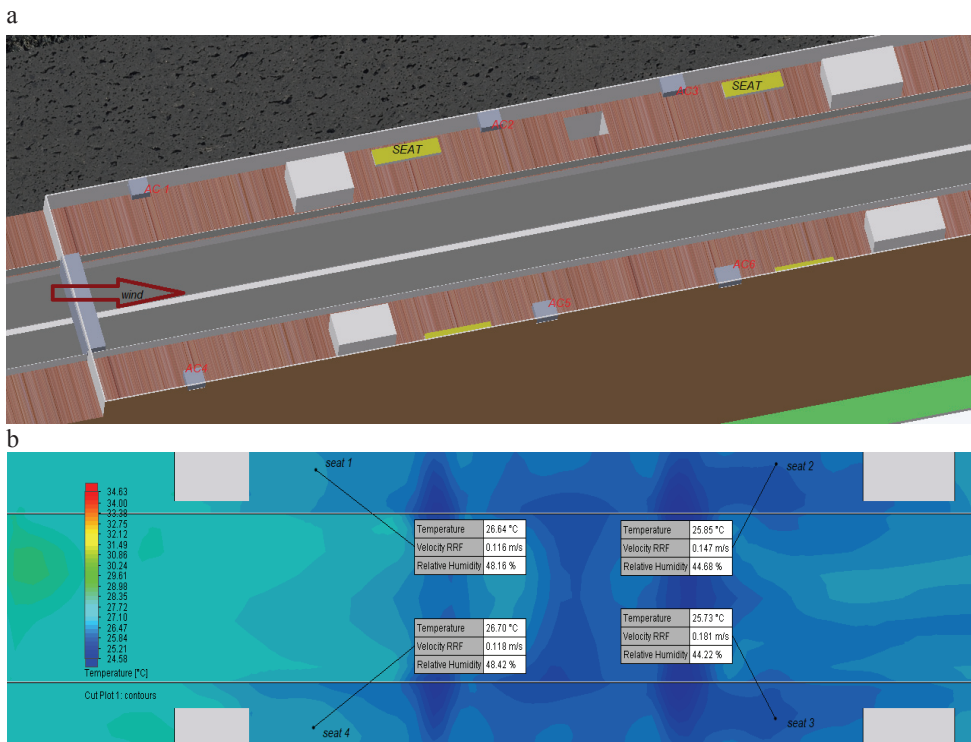 a
AC 1
SEAT
AC2
AC3
SEAT
wind
AC4
AC5
AC6
b
34.63
34.00
33.38
32.75
32.12
31.49
30.86
30.24
29.61
28.98
28.35
27.72
27.10
26.47
25.84
25.21
24.58
Temperature [°C]
Cut Plot 1: contours
seat 1
Temperature 26.64 °C
Velocity RRF 0.116 m/s
Relative Humidity 48.16 %
seat 2
Temperature 25.85 °C
Velocity RRF 0.147 m/s
Relative Humidity 44.68 %
Temperature 26.70 °C
Velocity RRF 0.118 m/s
Relative Humidity 48.42 %
seat 4
Temperature 25.73 °C
Velocity RRF 0.181 m/s
Relative Humidity 44.22 %
seat 3